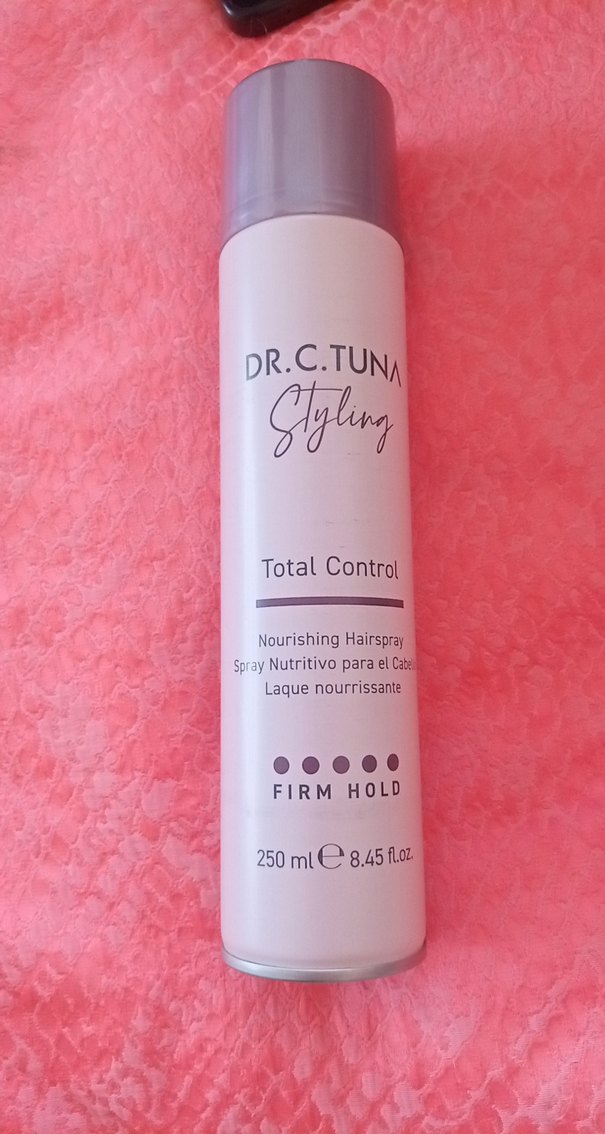 DR.C.TUNA
Styling
Total Control
Nourishing Hairspray
Spray Nutritivo para el
Laque nourrissante
FIRM HOLD
250 ml ℮ 8.45 fl.oz.